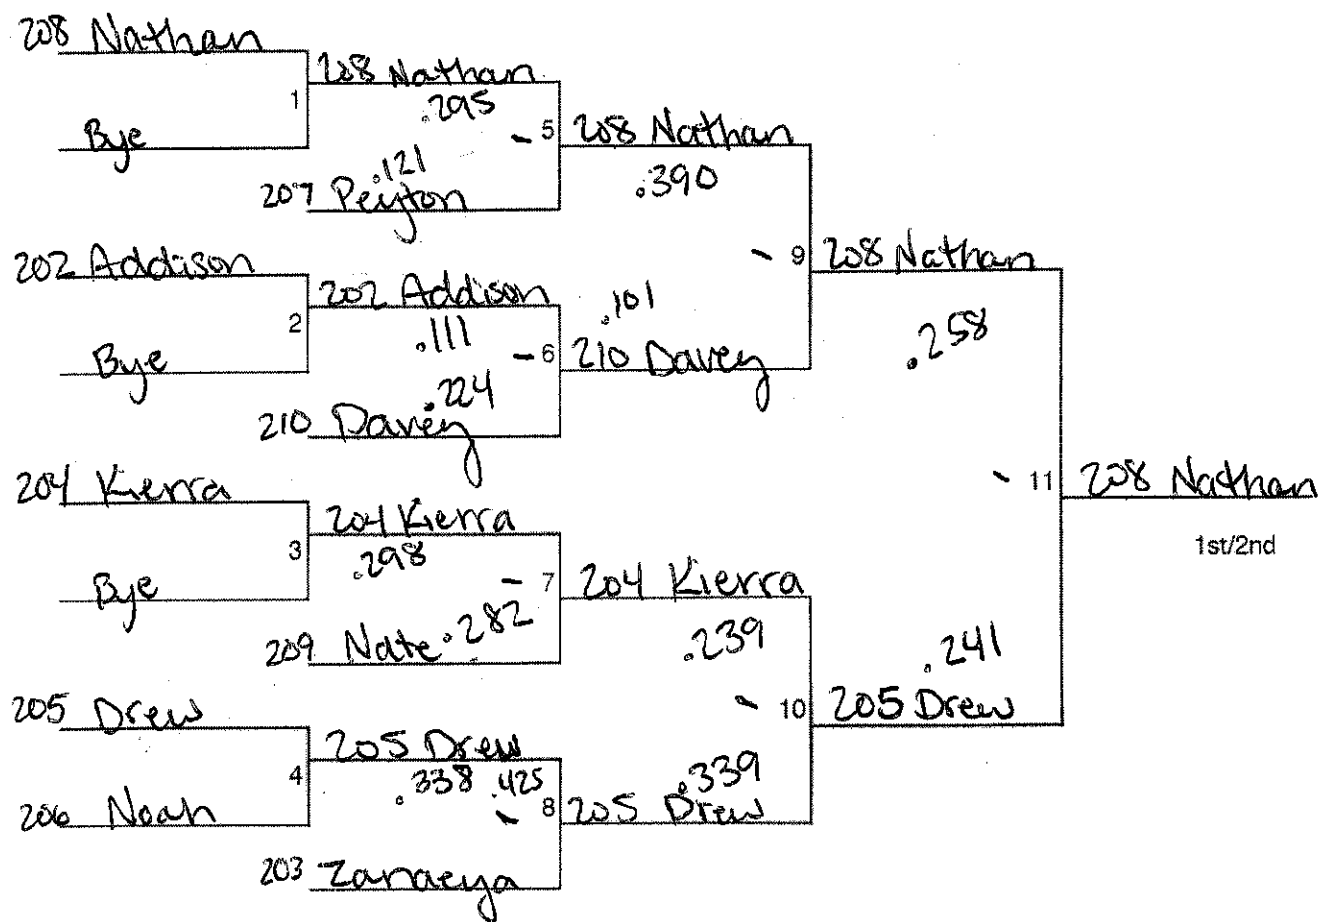 208 Nathan
1
Bye
208 Nathan
.295
5
.121
207 Peyton
208 Nathan
.390
9
202 Addison
2
Bye
202 Addison
.111
6
.224
210 Davey
.101
210 Davey
208 Nathan
.258
11
204 Kierra
3
Bye
204 Kierra
.298
7
209 Nate .282
204 Kierra
.239
10
205 Drew
4
206 Noah
205 Drew
.338 .425
8
203 Zanaeya
.339
205 Drew
.241
205 Drew
208 Nathan
1st/2nd